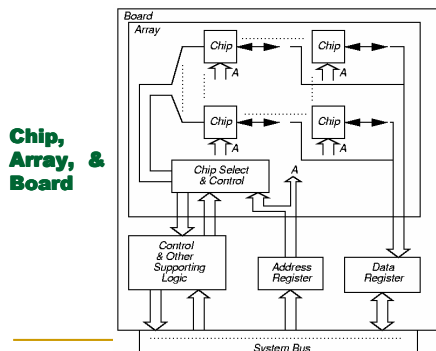 Chip,
Array, &
Board
Board
Array
Chip
Chip
A
A
Chip
Chip
A
A
Chip Select
& Control
A
Control
& Other
Supporting
Logic
Address
Register
Data
Register
System Bus